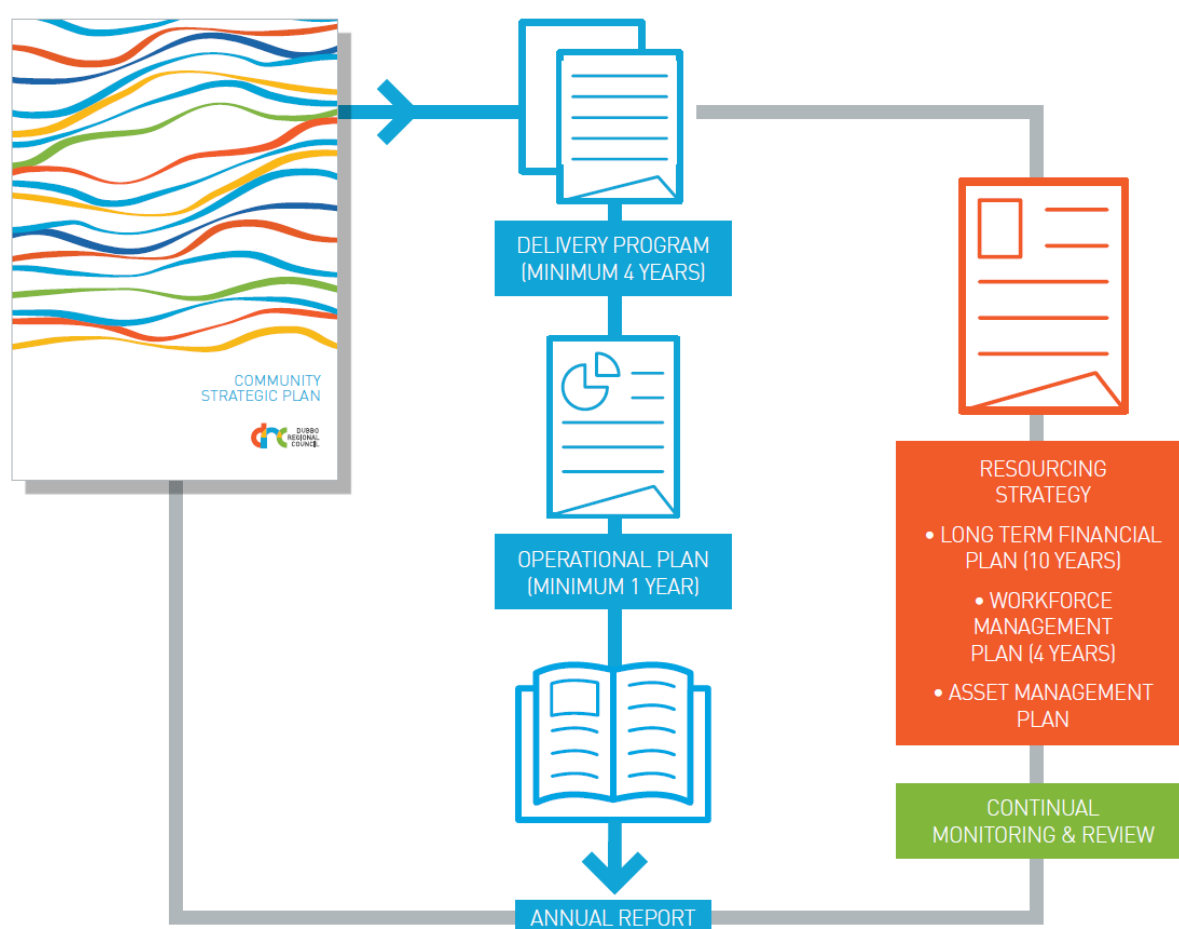 COMMUNITY
STRATEGIC PLAN
drc
DUBBO
REGIONAL
COUNCIL
DELIVERY PROGRAM
(MINIMUM 4 YEARS)
OPERATIONAL PLAN
(MINIMUM 1 YEAR)
RESOURCING
STRATEGY
• LONG TERM FINANCIAL
PLAN (10 YEARS)
• WORKFORCE
MANAGEMENT
PLAN (4 YEARS)
• ASSET MANAGEMENT
PLAN
CONTINUAL
MONITORING & REVIEW
ANNUAL REPORT